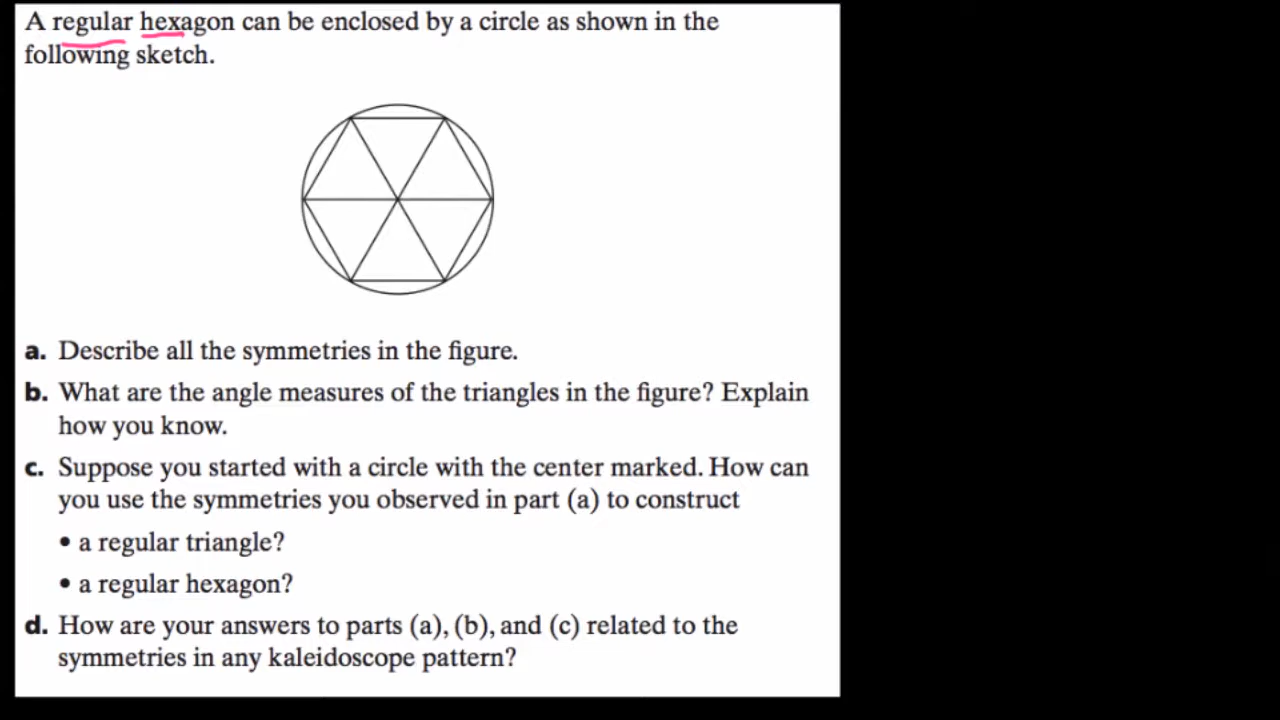 A regular hexagon can be enclosed by a circle as shown in the
following sketch.
a. Describe all the symmetries in the figure.
b. What are the angle measures of the triangles in the figure? Explain
how you know.
c. Suppose you started with a circle with the center marked. How can
you use the symmetries you observed in part (a) to construct
• a regular triangle?
• a regular hexagon?
d. How are your answers to parts (a), (b), and (c) related to the
symmetries in any kaleidoscope pattern?